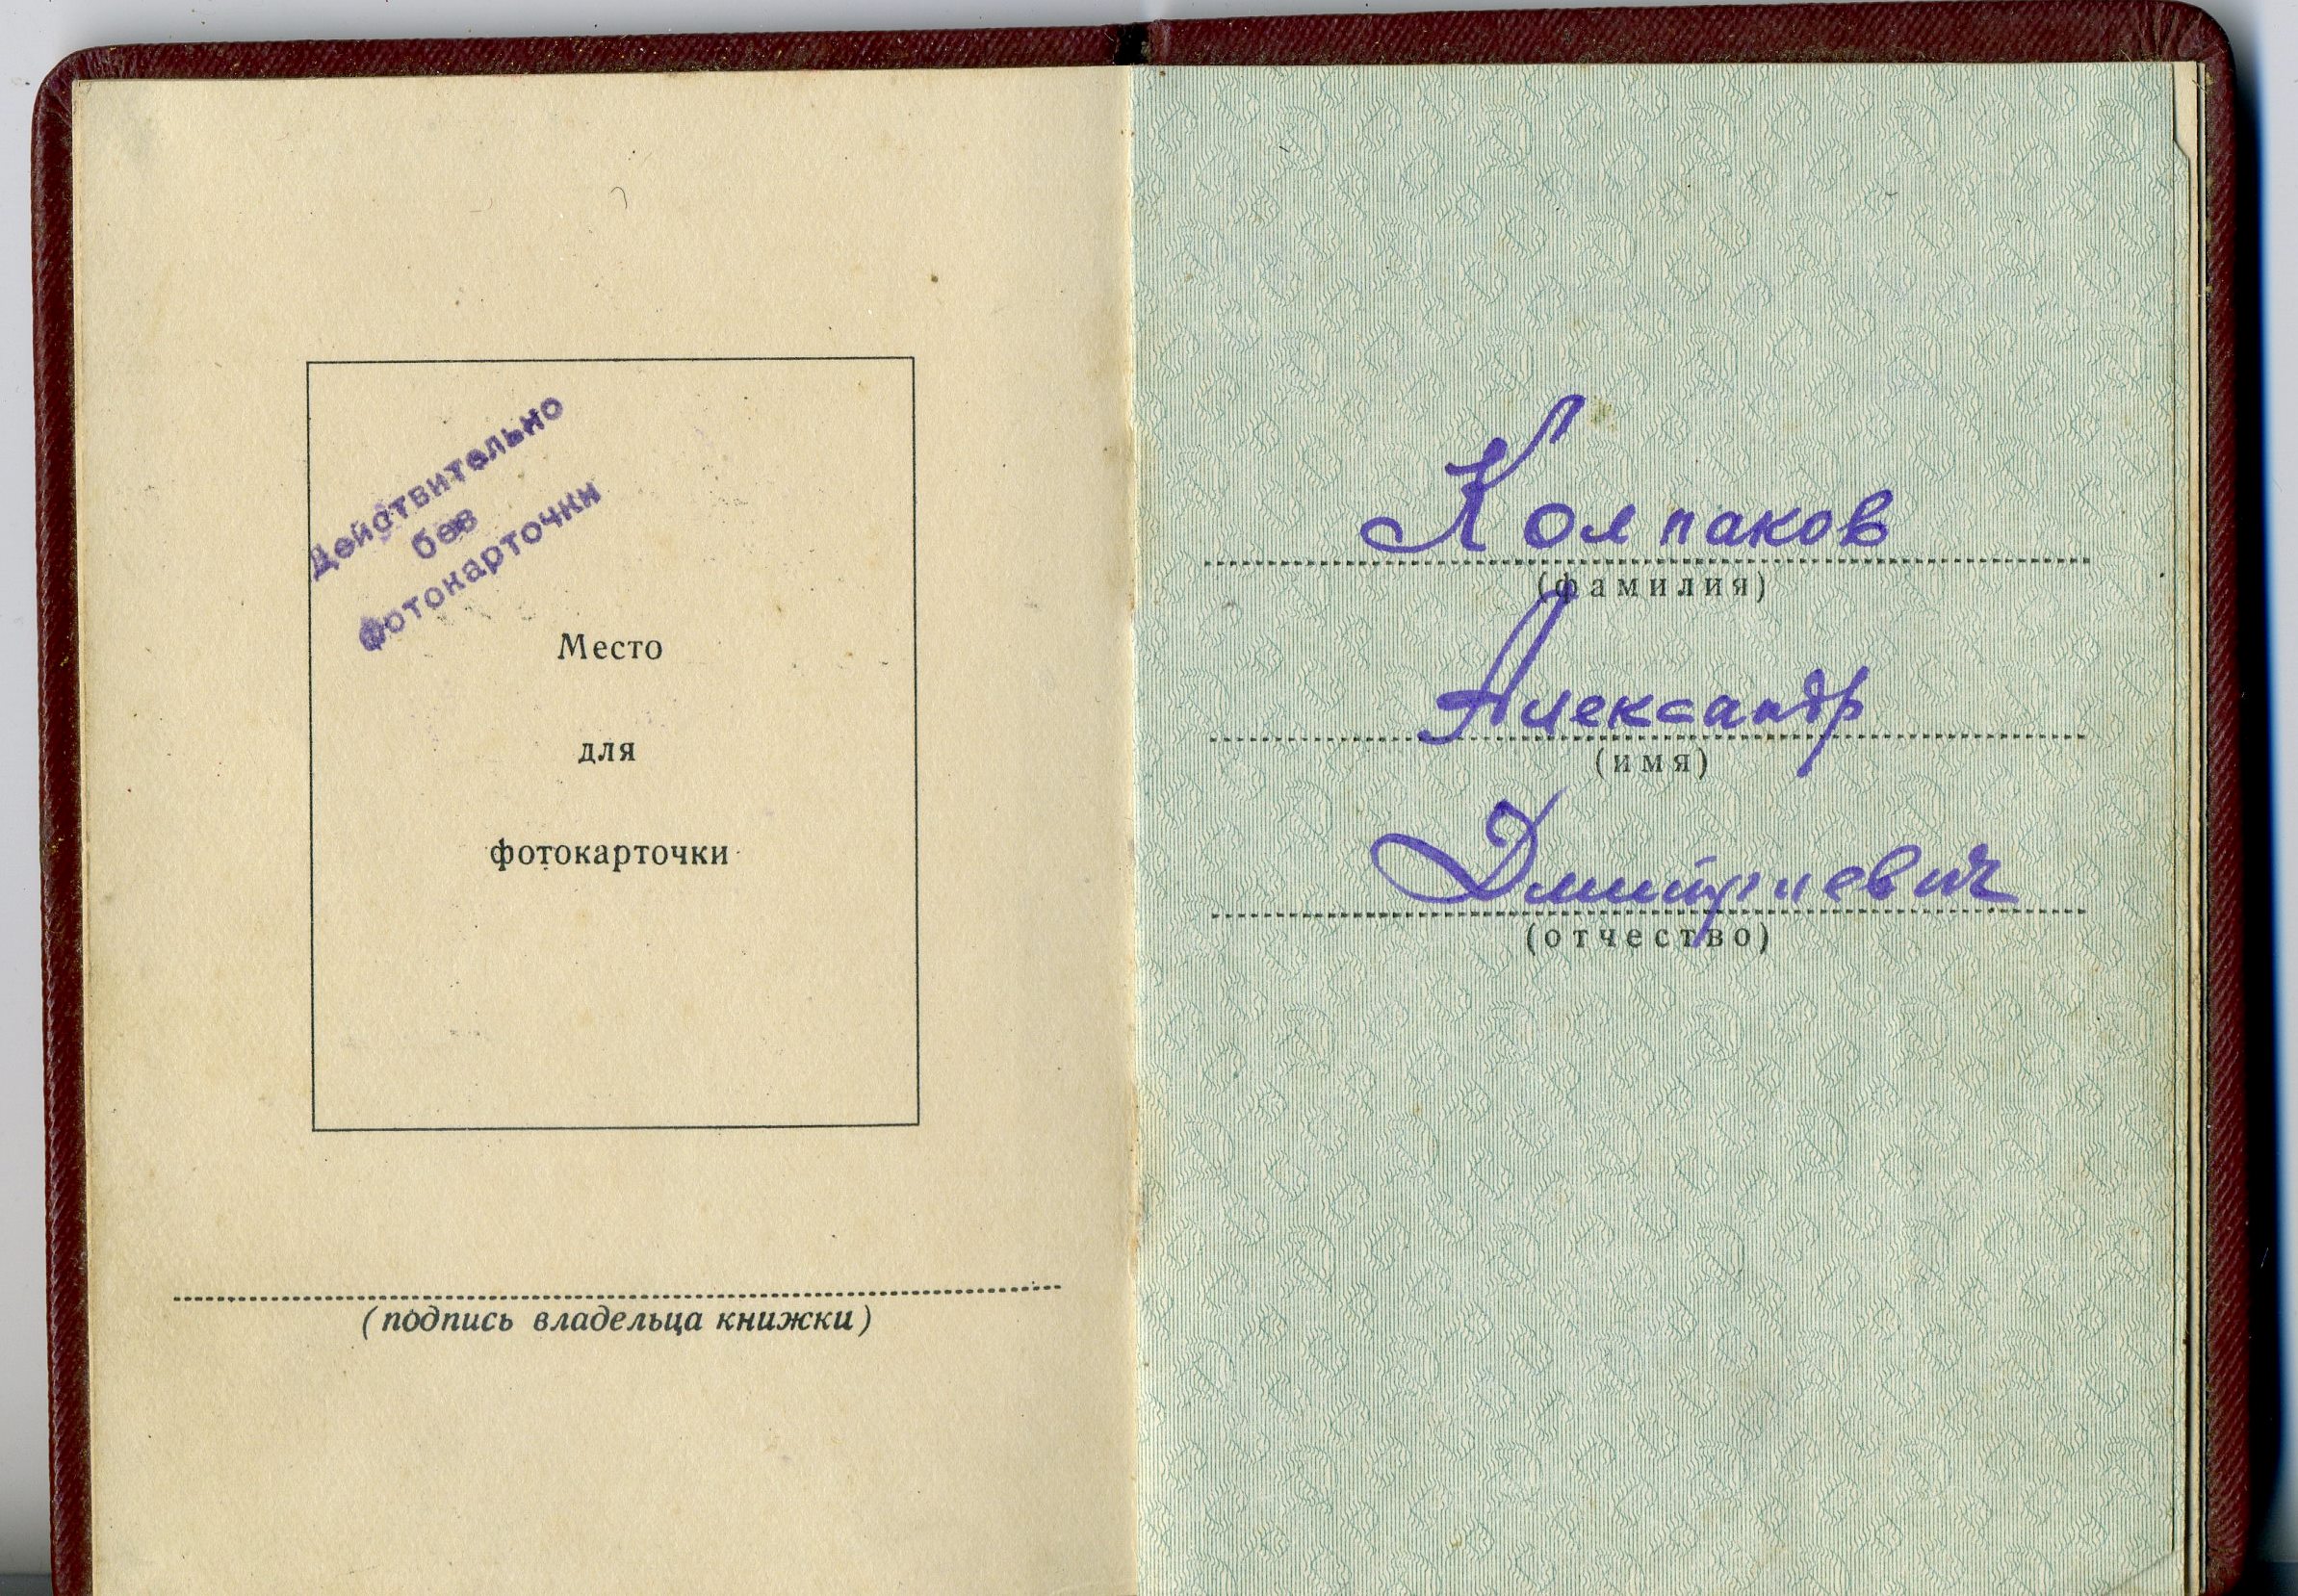 Действительно
без
фотокарточки
Место
для
фотокарточки
(подпись владельца книжки)
Колпаков
(фамилия)
Александр
(имя)
Дмитриевич
(отчество)